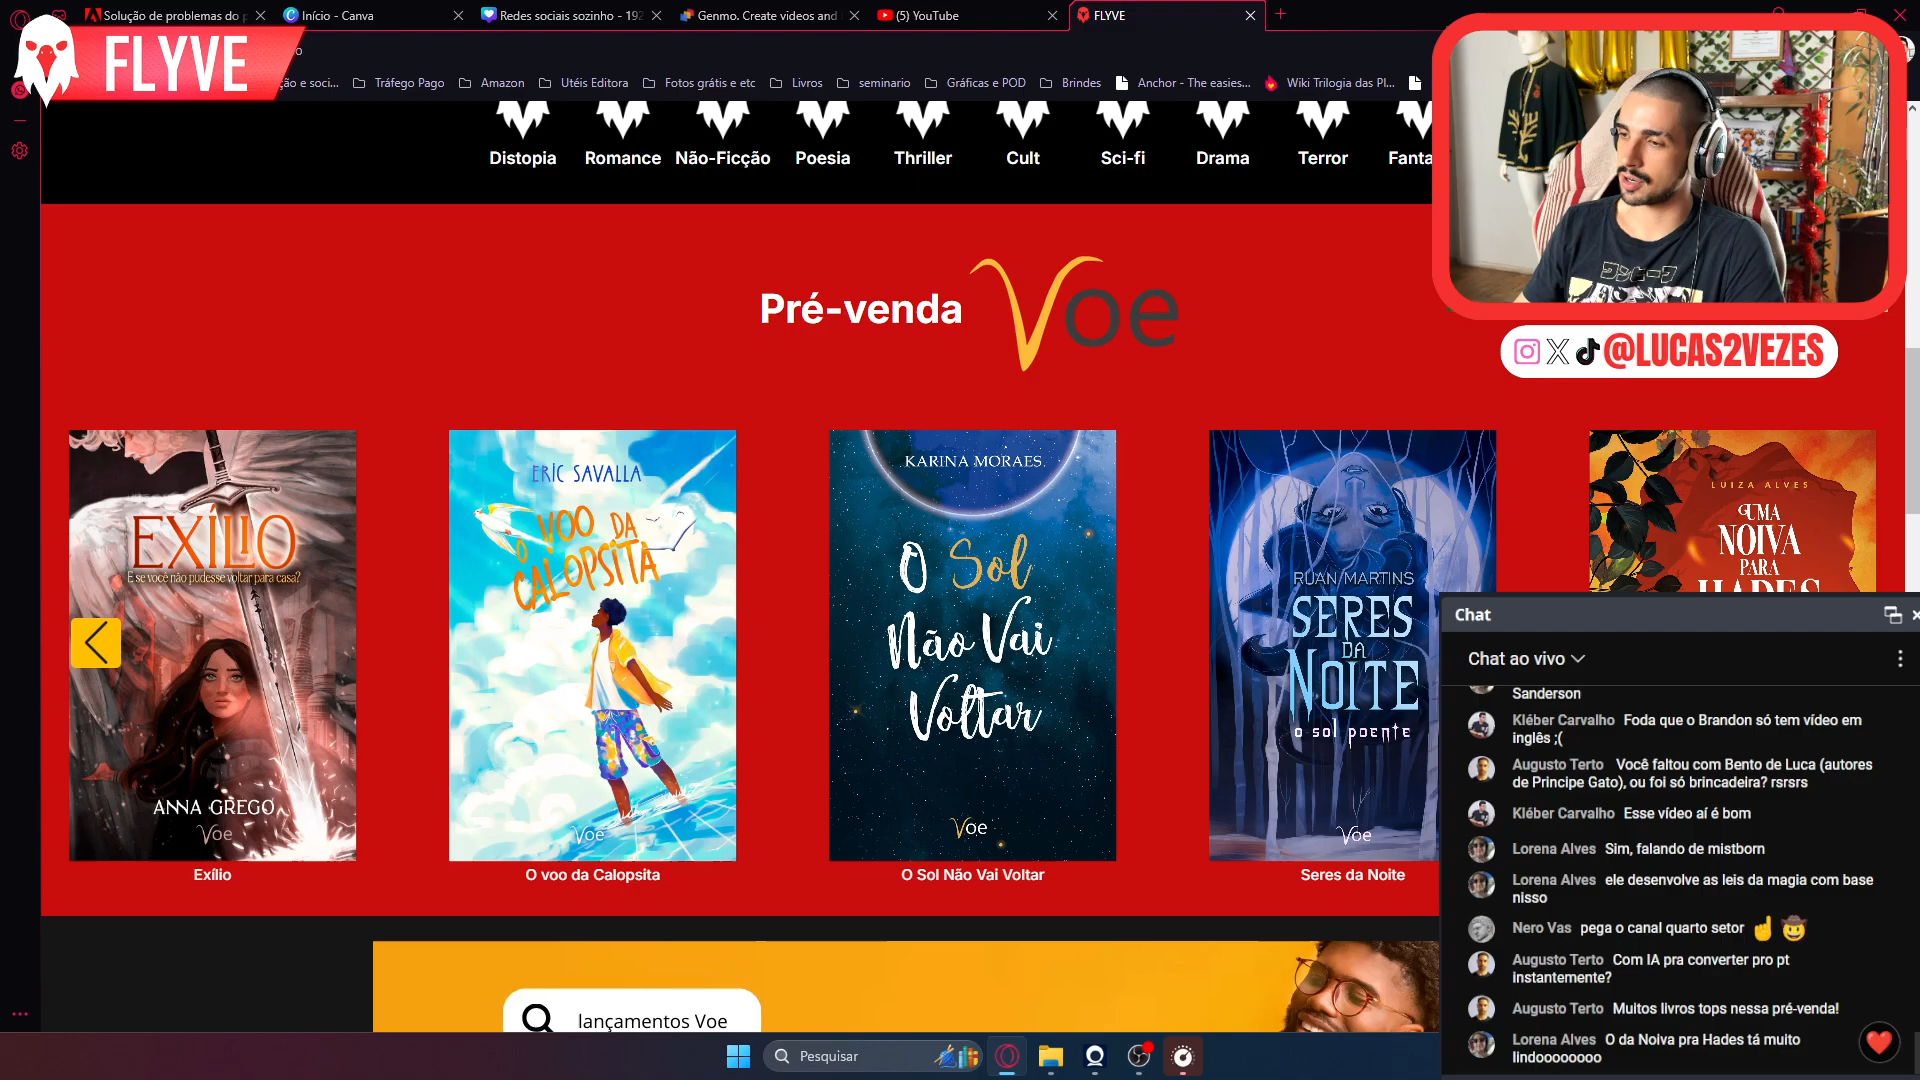 Solução de problemas do p
Início - Canva
Redes sociais sozinho - 192
Genmo. Create videos and
(5) YouTube
FLYVE
FLYVE
ção e soci...
Tráfego Pago
Amazon
Utéis Editora
Fotos grátis e etc
Livros
seminario
Gráficas e POD
Brindes
Anchor - The easies...
Wiki Trilogia das Pl...
Distopia
Romance
Não-Ficção
Poesia
Thriller
Cult
Sci-fi
Drama
Terror
Fanta
Pré-venda Voe
@LUCAS2VEZES
EXÍLIO
E se você não pudesse voltar para casa?
ANNA GREGO
Voe
Exílio
ERIC SAVALLA
O VOO DA
CALOPSITA
Voe
O voo da Calopsita
KARINA MORAES
O Sol
Não Vai
Voltar
Voe
O Sol Não Vai Voltar
RUAN MARTINS
SERES
DA
NOITE
o sol poente
Voe
Seres da Noite
LUIZA ALVES
UMA
NOIVA
PARA
HADES
lançamentos Voe
Chat
Chat ao vivo
Sanderson
Kléber Carvalho Foda que o Brandon só tem vídeo em
inglês ;(
Augusto Terto Você faltou com Bento de Luca (autores
de Principe Gato), ou foi só brincadeira? rsrsrs
Kléber Carvalho Esse vídeo aí é bom
Lorena Alves Sim, falando de mistborn
Lorena Alves ele desenvolve as leis da magia com base
nisso
Nero Vas pega o canal quarto setor ☝️ 🤠
Augusto Terto Com IA pra converter pro pt
instantemente?
Augusto Terto Muitos livros tops nessa pré-venda!
Lorena Alves O da Noiva pra Hades tá muito
lindoooooooo
Pesquisar